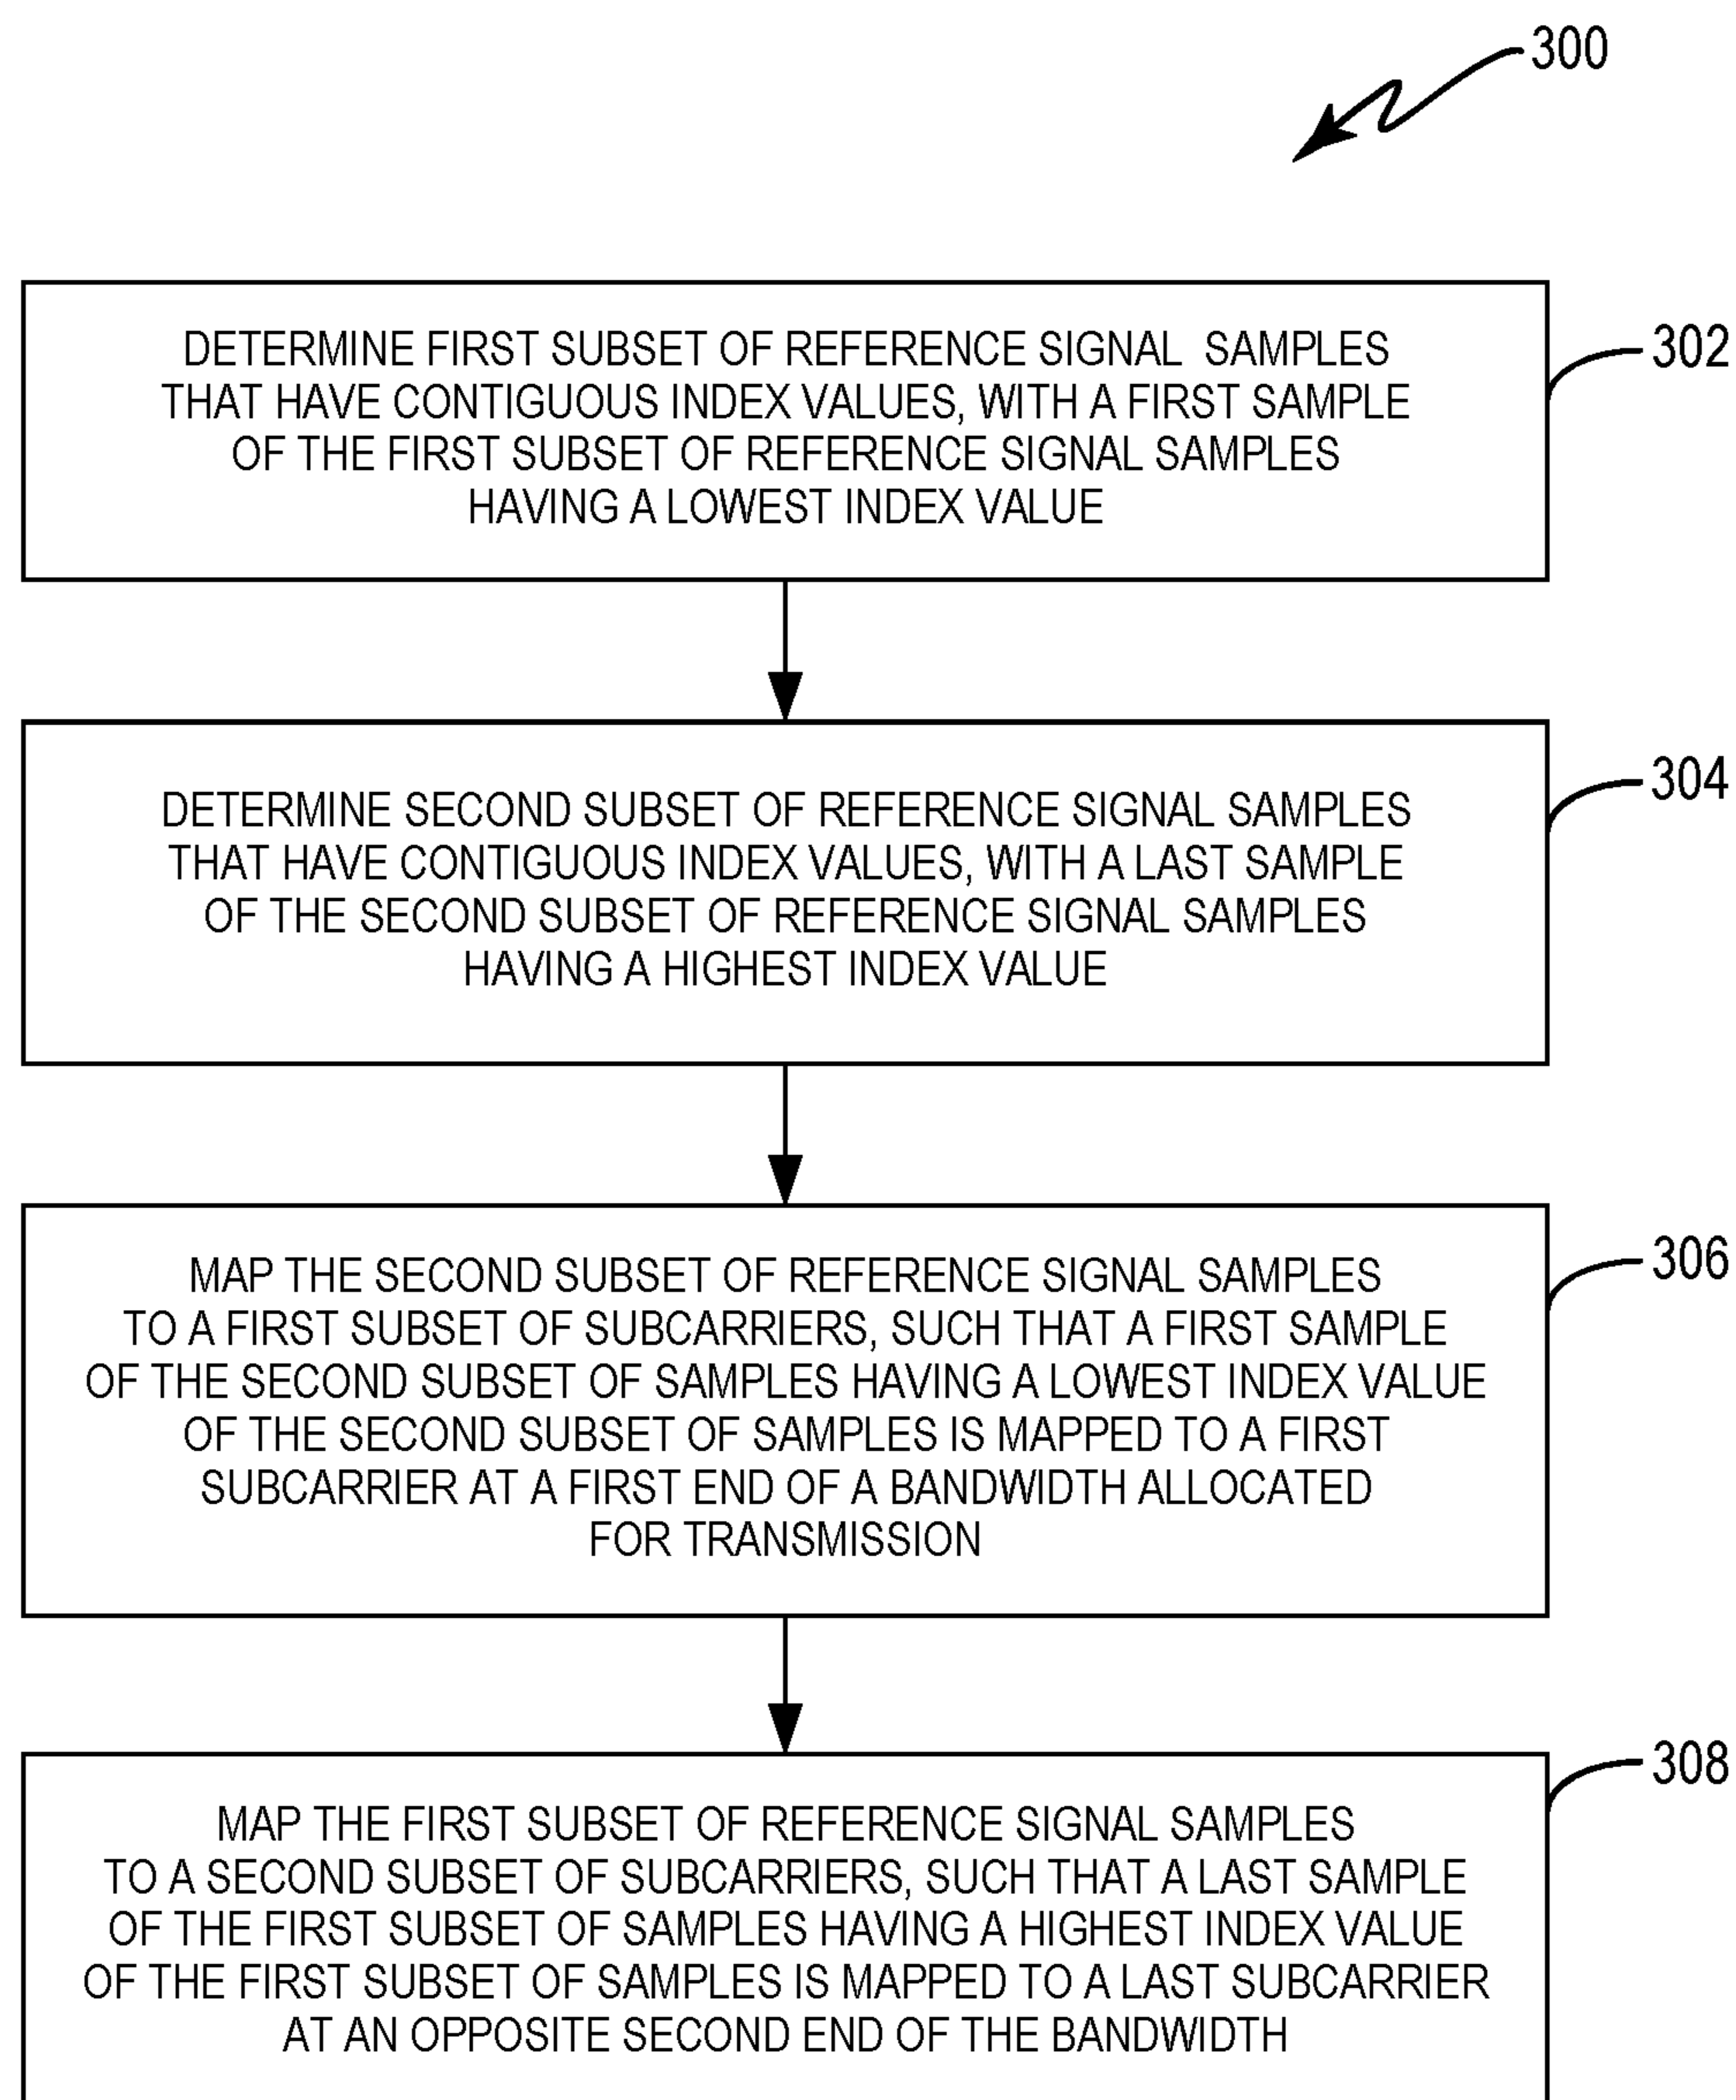 300
DETERMINE FIRST SUBSET OF REFERENCE SIGNAL SAMPLES
THAT HAVE CONTIGUOUS INDEX VALUES, WITH A FIRST SAMPLE
OF THE FIRST SUBSET OF REFERENCE SIGNAL SAMPLES
HAVING A LOWEST INDEX VALUE
302
DETERMINE SECOND SUBSET OF REFERENCE SIGNAL SAMPLES
THAT HAVE CONTIGUOUS INDEX VALUES, WITH A LAST SAMPLE
OF THE SECOND SUBSET OF REFERENCE SIGNAL SAMPLES
HAVING A HIGHEST INDEX VALUE
304
MAP THE SECOND SUBSET OF REFERENCE SIGNAL SAMPLES
TO A FIRST SUBSET OF SUBCARRIERS, SUCH THAT A FIRST SAMPLE
OF THE SECOND SUBSET OF SAMPLES HAVING A LOWEST INDEX VALUE
OF THE SECOND SUBSET OF SAMPLES IS MAPPED TO A FIRST
SUBCARRIER AT A FIRST END OF A BANDWIDTH ALLOCATED
FOR TRANSMISSION
306
MAP THE FIRST SUBSET OF REFERENCE SIGNAL SAMPLES
TO A SECOND SUBSET OF SUBCARRIERS, SUCH THAT A LAST SAMPLE
OF THE FIRST SUBSET OF SAMPLES HAVING A HIGHEST INDEX VALUE
OF THE FIRST SUBSET OF SAMPLES IS MAPPED TO A LAST SUBCARRIER
AT AN OPPOSITE SECOND END OF THE BANDWIDTH
308